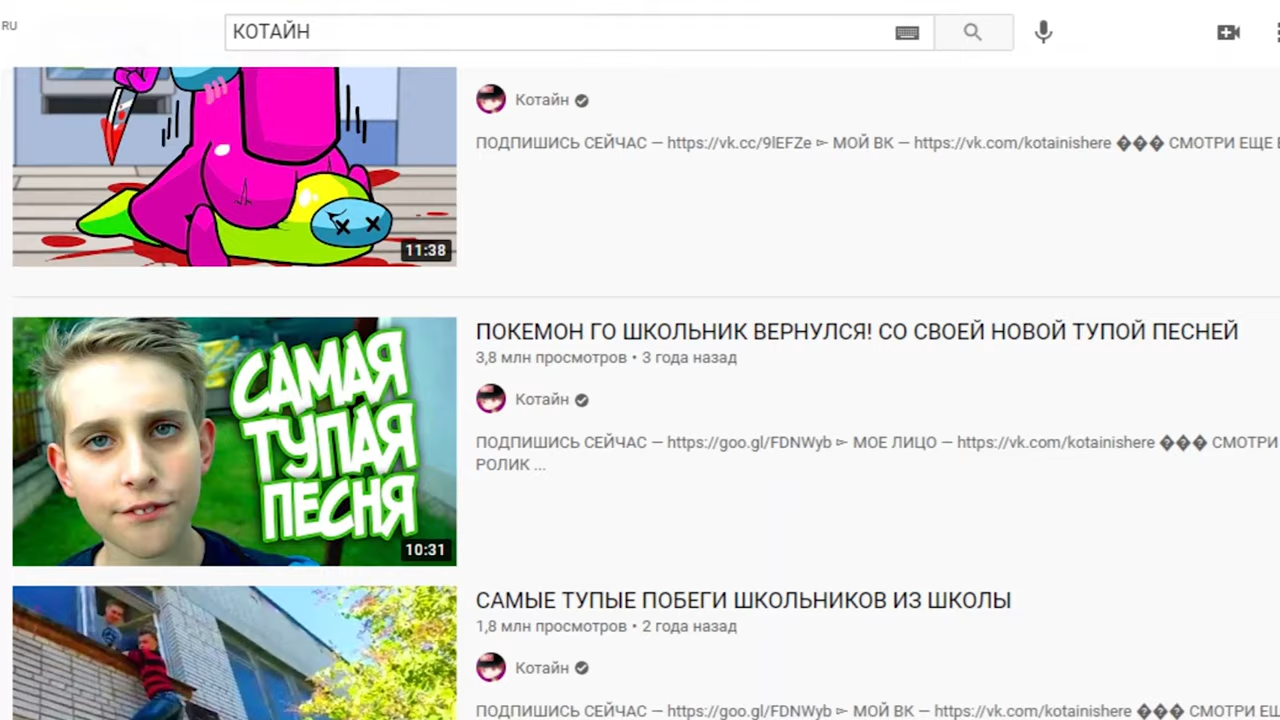 RU
КОТАЙН
Котайн
ПОДПИШИСЬ СЕЙЧАС — https://vk.cc/9lEFZe ➣ МОЙ ВК — https://vk.com/kotainishere ��� СМОТРИ ЕЩЕ
11:38
САМАЯ
ТУПАЯ
ПЕСНЯ
10:31
ПОКЕМОН ГО ШКОЛЬНИК ВЕРНУЛСЯ! СО СВОЕЙ НОВОЙ ТУПОЙ ПЕСНЕЙ
3,8 млн просмотров • 3 года назад
Котайн
ПОДПИШИСЬ СЕЙЧАС — https://goo.gl/FDNWyb ➣ МОЕ ЛИЦО — https://vk.com/kotainishere ��� СМОТРИ
РОЛИК ...
САМЫЕ ТУПЫЕ ПОБЕГИ ШКОЛЬНИКОВ ИЗ ШКОЛЫ
1,8 млн просмотров • 2 года назад
Котайн
ПОДПИШИСЬ СЕЙЧАС — https://goo.gl/FDNWyb ➣ МОЙ ВК — https://vk.com/kotainishere ��� СМОТРИ